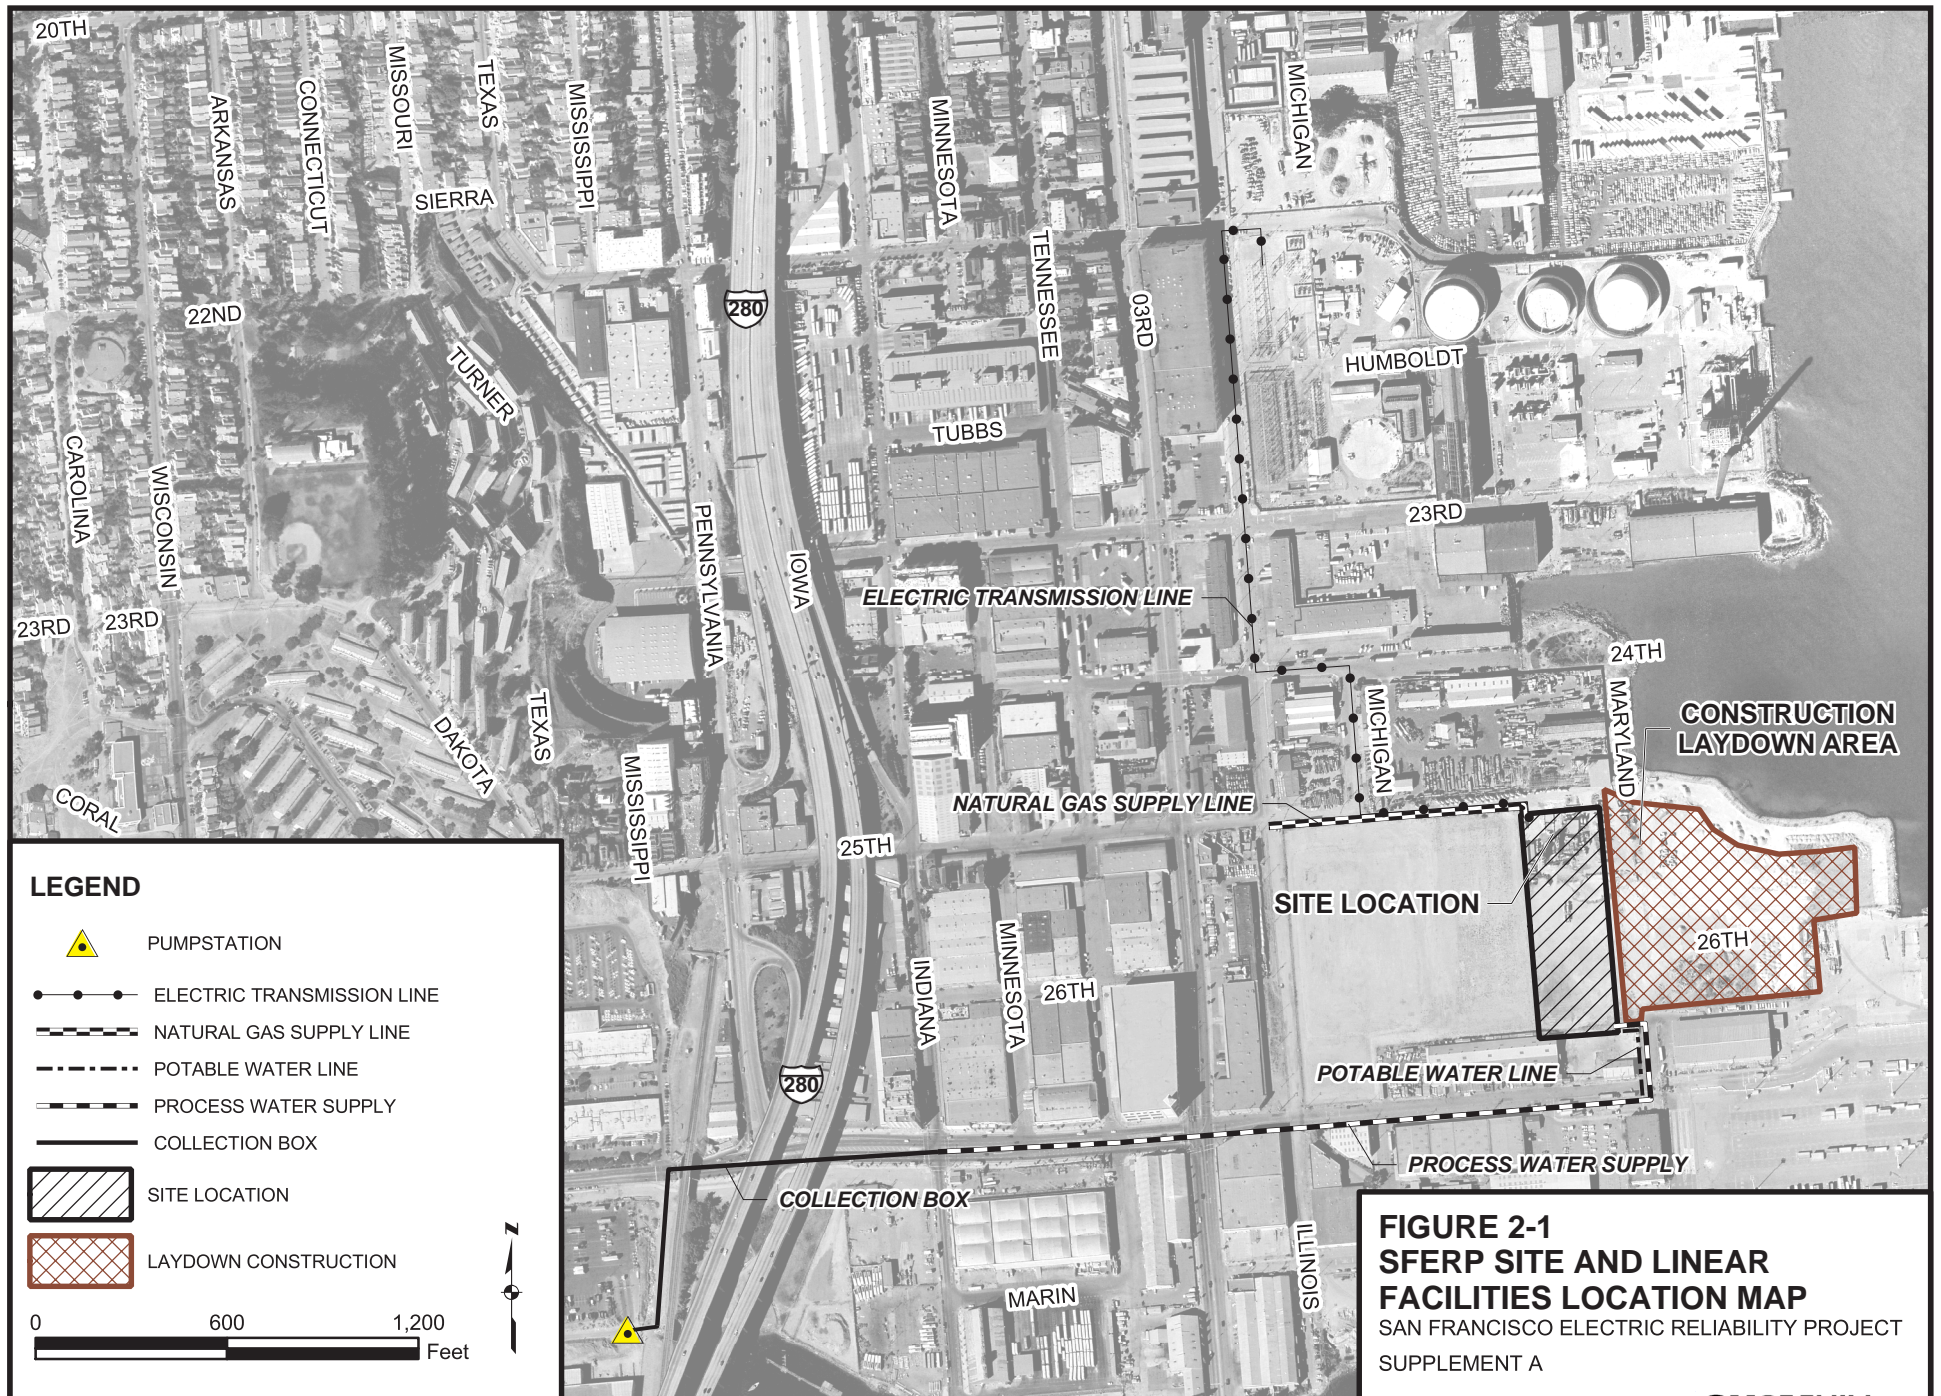 20TH
ARKANSAS
CONNECTICUT
MISSOURI
TEXAS
MISSISSIPPI
MINNESOTA
MICHIGAN
SIERRA
TENNESSEE
22ND
280
03RD
HUMBOLDT
TURNER
TUBBS
CAROLINA
WISCONSIN
PENNSYLVANIA
IOWA
23RD
23RD
23RD
ELECTRIC TRANSMISSION LINE
24TH
MARYLAND
MICHIGAN
TEXAS
DAKOTA
MISSISSIPPI
CORAL
CONSTRUCTION
LAYDOWN AREA
NATURAL GAS SUPPLY LINE
25TH
SITE LOCATION
26TH
INDIANA
MINNESOTA
26TH
280
POTABLE WATER LINE
PROCESS WATER SUPPLY
COLLECTION BOX
ILLINOIS
MARIN
LEGEND
PUMPSTATION
ELECTRIC TRANSMISSION LINE
NATURAL GAS SUPPLY LINE
POTABLE WATER LINE
PROCESS WATER SUPPLY
COLLECTION BOX
SITE LOCATION
LAYDOWN CONSTRUCTION
z
0 600 1,200
Feet
FIGURE 2-1
SFERP SITE AND LINEAR
FACILITIES LOCATION MAP
SAN FRANCISCO ELECTRIC RELIABILITY PROJECT
SUPPLEMENT A